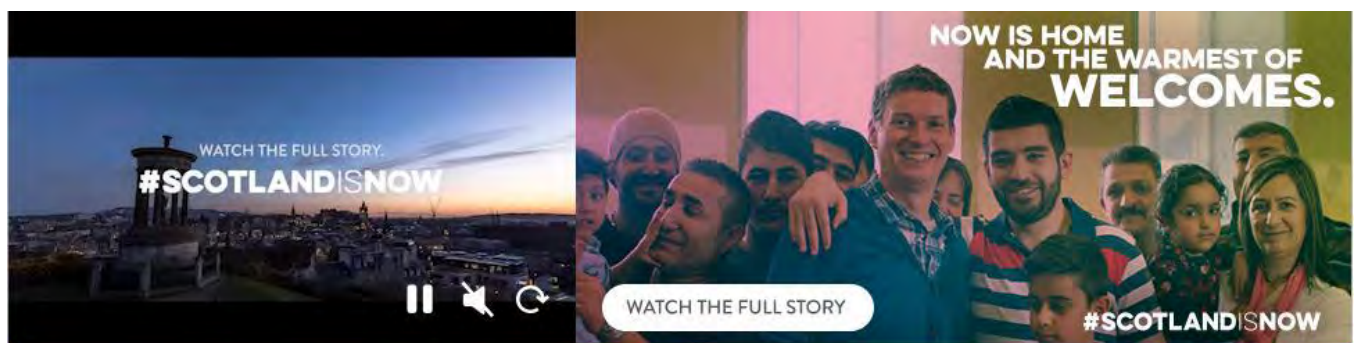 WATCH THE FULL STORY.
#SCOTLANDISNOW
NOW IS HOME
AND THE WARMEST OF
WELCOMES.
WATCH THE FULL STORY
#SCOTLANDISNOW